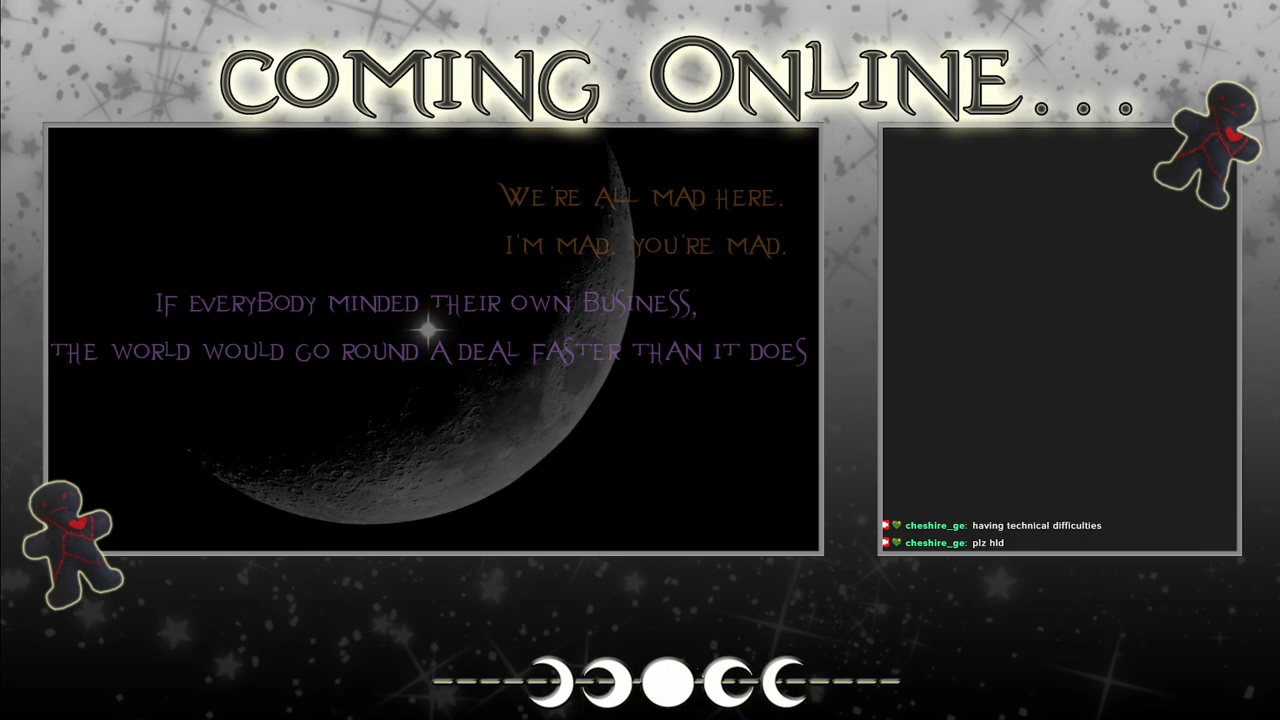 COMING ONLINE...
WE'RE ALL MAD HERE.
I'M MAD. YOU'RE MAD.
IF EVERYBODY MINDED THEIR OWN BUSINESS,
THE WORLD WOULD GO ROUND A DEAL FASTER THAN IT DOES
cheshire_ge: having technical difficulties
cheshire_ge: plz hld